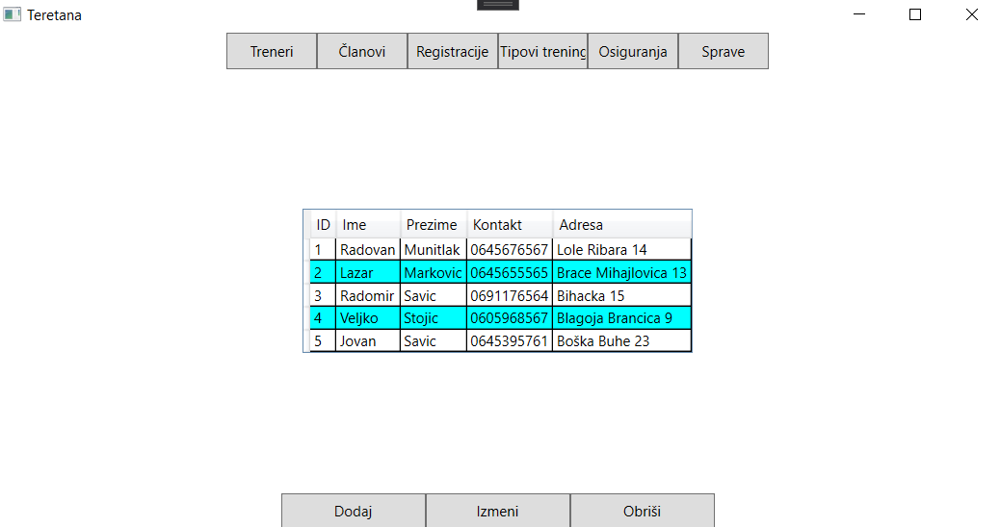 Teretana
Treneri Članovi Registracije Tipovi trening Osiguranja Sprave
ID Ime Prezime Kontakt Adresa
1 Radovan Munitlak 0645676567 Lole Ribara 14
2 Lazar Markovic 0645655565 Brace Mihajlovica 13
3 Radomir Savic 0691176564 Bihacka 15
4 Veljko Stojic 0605968567 Blagoja Brancica 9
5 Jovan Savic 0645395761 Boška Buhe 23
Dodaj Izmeni Obriši